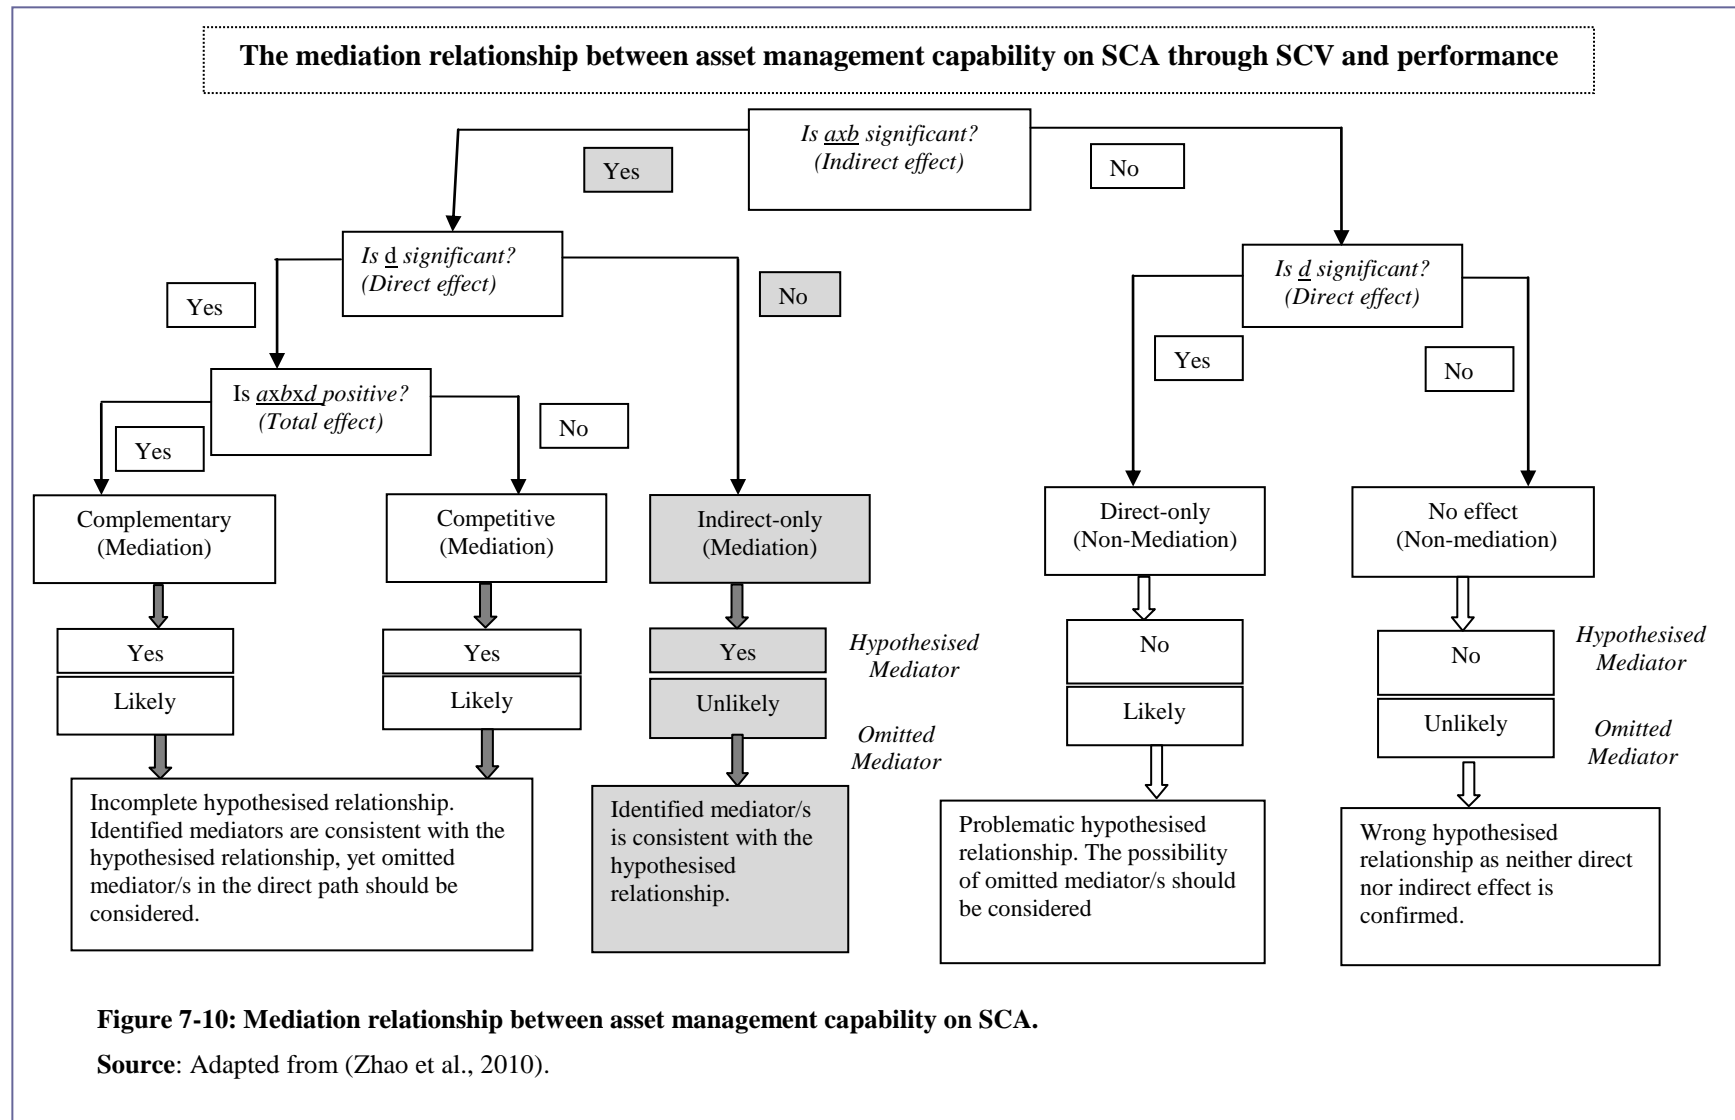 The mediation relationship between asset management capability on SCA through SCV and performance
Is axb significant?
(Indirect effect)
Yes
No
Is d significant?
(Direct effect)
Is d significant?
(Direct effect)
Yes
No
Yes
No
Is axbxd positive?
(Total effect)
Yes
No
Complementary
(Mediation)
Competitive
(Mediation)
Indirect-only
(Mediation)
Direct-only
(Non-Mediation)
No effect
(Non-mediation)
Yes
Likely
Yes
Likely
Yes
Unlikely
Hypothesised
Mediator
Omitted
Mediator
No
Likely
No
Unlikely
Hypothesised
Mediator
Omitted
Mediator
Incomplete hypothesised relationship.
Identified mediators are consistent with the
hypothesised relationship, yet omitted
mediator/s in the direct path should be
considered.
Identified mediator/s
is consistent with the
hypothesised
relationship.
Problematic hypothesised
relationship. The possibility
of omitted mediator/s should
be considered
Wrong hypothesised
relationship as neither direct
nor indirect effect is
confirmed.
Figure 7-10: Mediation relationship between asset management capability on SCA.
Source: Adapted from (Zhao et al., 2010).